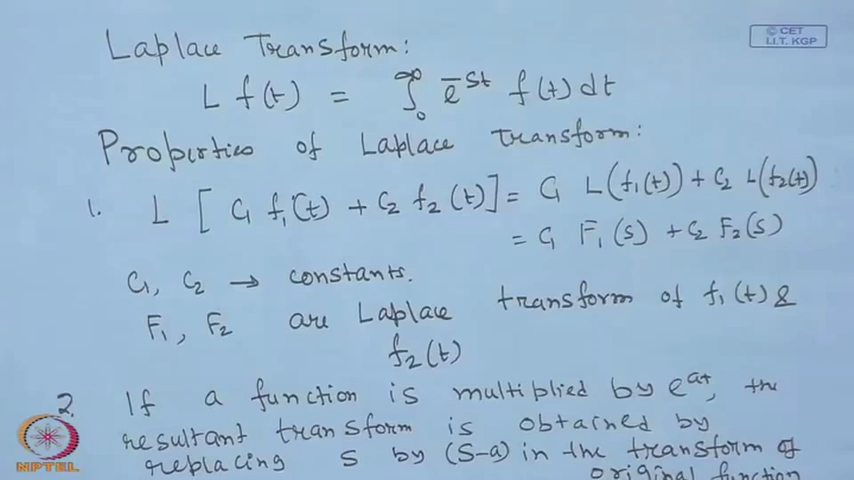 © CET
I.I.T. KGP
Laplace Transform:
L f(t) = ∫₀^∞ e^-st f(t) dt
Properties of Laplace transform:
1. L [ C1 f1(t) + C2 f2(t) ] = C1 L(f1(t)) + C2 L(f2(t))
= C1 F1(s) + C2 F2(s)
C1, C2 → constants.
F1, F2 are Laplace transform of f1(t) &
f2(t)
2. If a function is multiplied by e^at, the
resultant transform is obtained by
replacing s by (s-a) in the transform of
original function
NPTEL